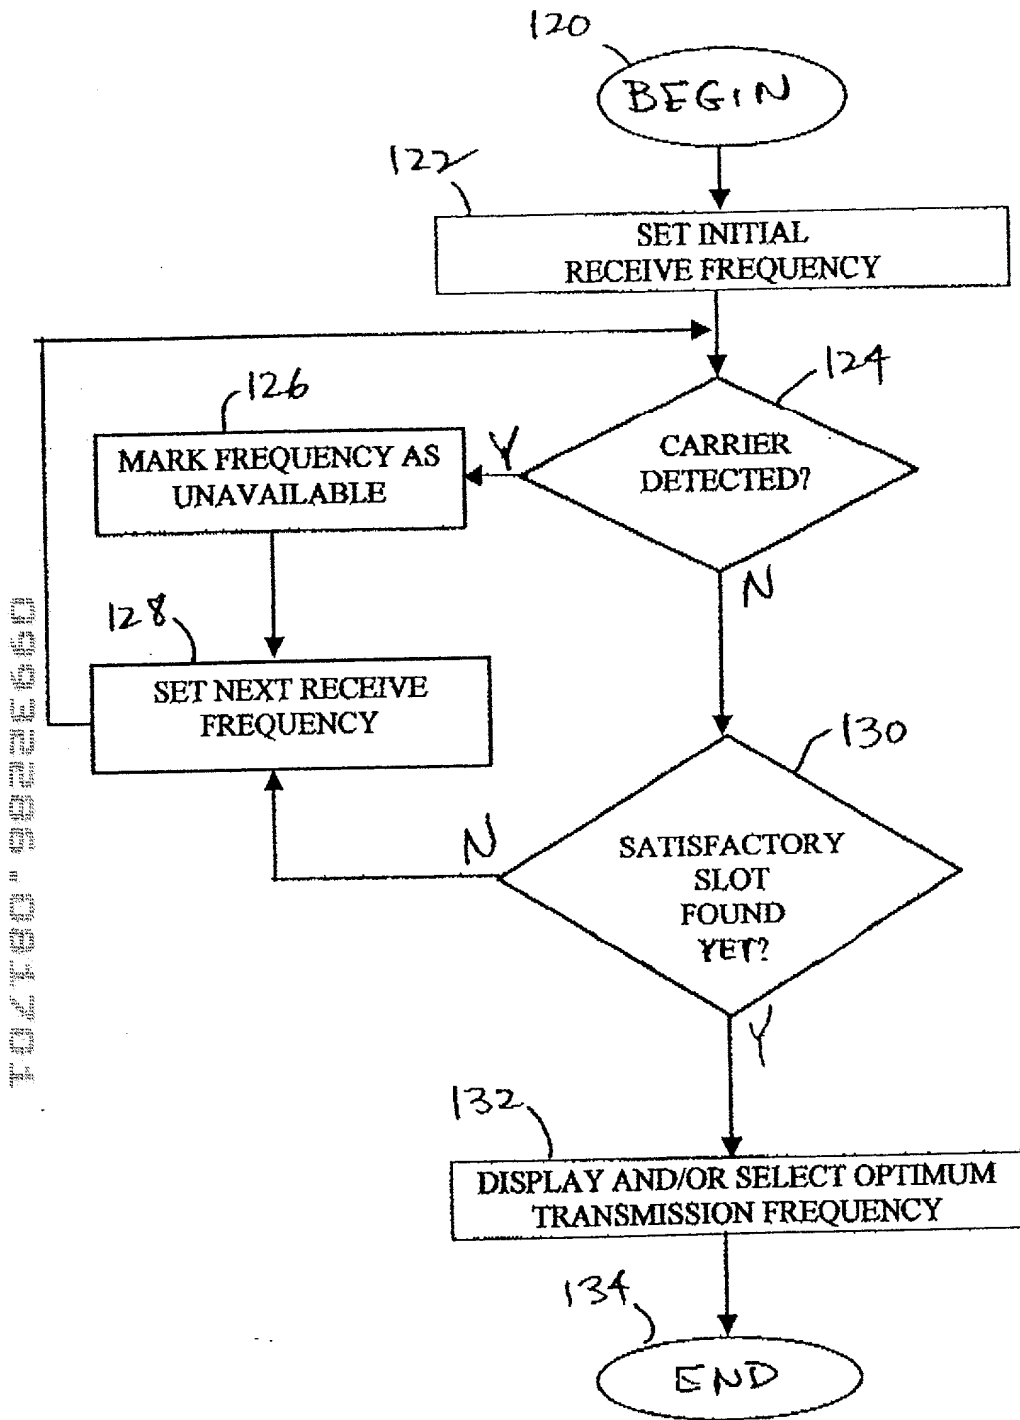 120
BEGIN
122
SET INITIAL
RECEIVE FREQUENCY
124
CARRIER
DETECTED?
Y
N
126
MARK FREQUENCY AS
UNAVAILABLE
128
SET NEXT RECEIVE
FREQUENCY
130
SATISFACTORY
SLOT
FOUND
YET?
N
Y
132
DISPLAY AND/OR SELECT OPTIMUM
TRANSMISSION FREQUENCY
134
END